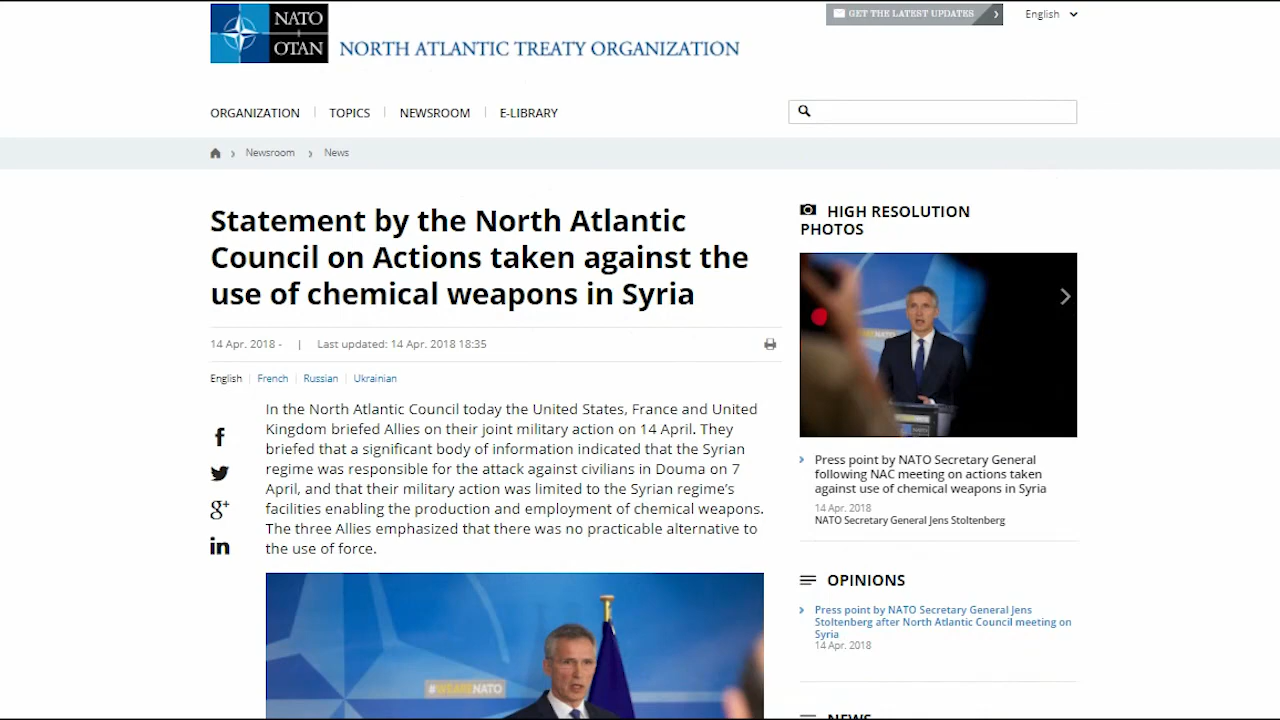 NATO
OTAN
NORTH ATLANTIC TREATY ORGANIZATION
GET THE LATEST UPDATES
English
ORGANIZATION
TOPICS
NEWSROOM
E-LIBRARY
Newsroom
News
Statement by the North Atlantic
Council on Actions taken against the
use of chemical weapons in Syria
14 Apr. 2018 - | Last updated: 14 Apr. 2018 18:35
English | French | Russian | Ukrainian
In the North Atlantic Council today the United States, France and United
Kingdom briefed Allies on their joint military action on 14 April. They
briefed that a significant body of information indicated that the Syrian
regime was responsible for the attack against civilians in Douma on 7
April, and that their military action was limited to the Syrian regime's
facilities enabling the production and employment of chemical weapons.
The three Allies emphasized that there was no practicable alternative to
the use of force.
#WEARENATO
HIGH RESOLUTION
PHOTOS
Press point by NATO Secretary General
following NAC meeting on actions taken
against use of chemical weapons in Syria
14 Apr. 2018
NATO Secretary General Jens Stoltenberg
OPINIONS
Press point by NATO Secretary General Jens
Stoltenberg after North Atlantic Council meeting on
Syria
14 Apr. 2018
NEWS